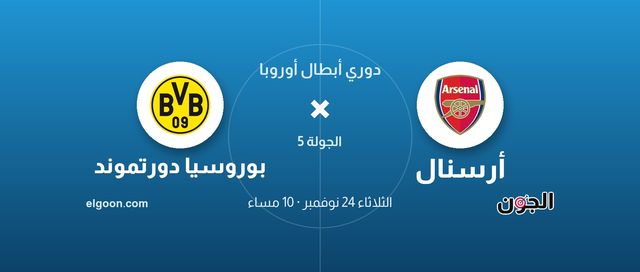 دوري أبطال أوروبا
Arsenal
BVB
09
الجولة 5
أرسنال
بوروسيا دورتموند
الثلاثاء 24 نوفمبر · 10 مساء
الجون
elgoon.com